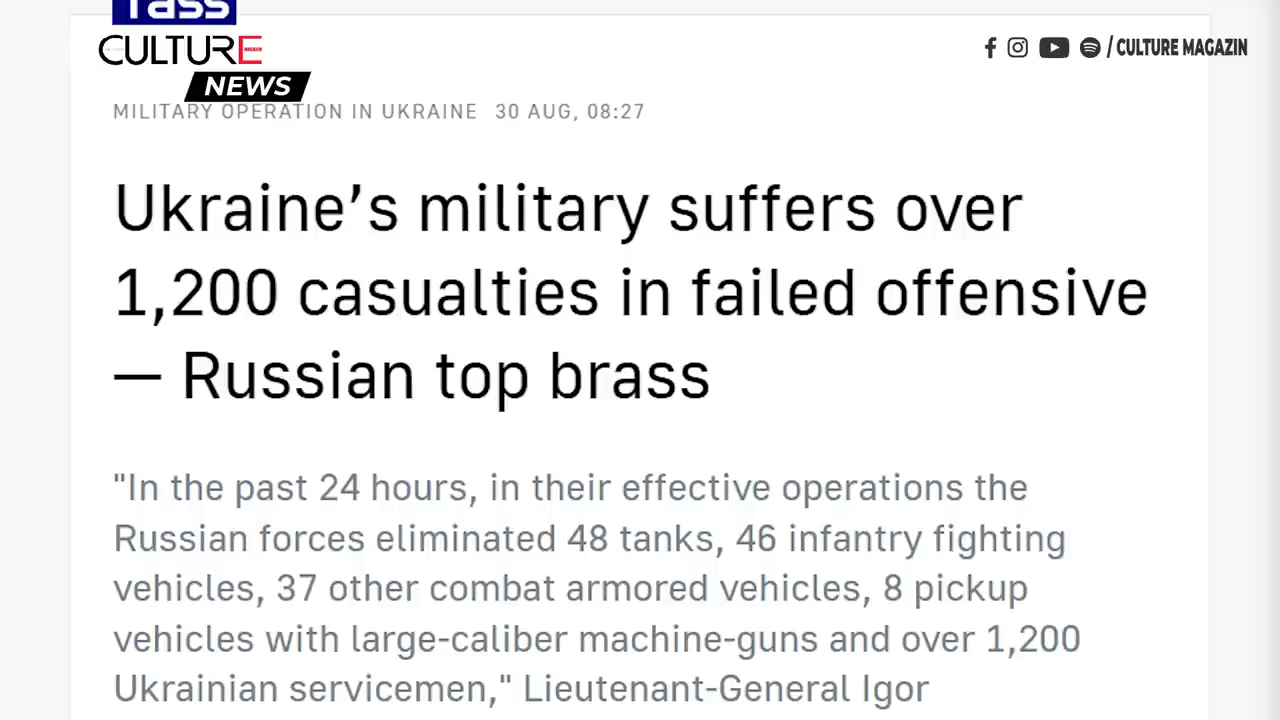 Tass
CULTURE
NEWS
/ CULTURE MAGAZIN
MILITARY OPERATION IN UKRAINE 30 AUG, 08:27
Ukraine’s military suffers over
1,200 casualties in failed offensive
— Russian top brass
"In the past 24 hours, in their effective operations the
Russian forces eliminated 48 tanks, 46 infantry fighting
vehicles, 37 other combat armored vehicles, 8 pickup
vehicles with large-caliber machine-guns and over 1,200
Ukrainian servicemen," Lieutenant-General Igor